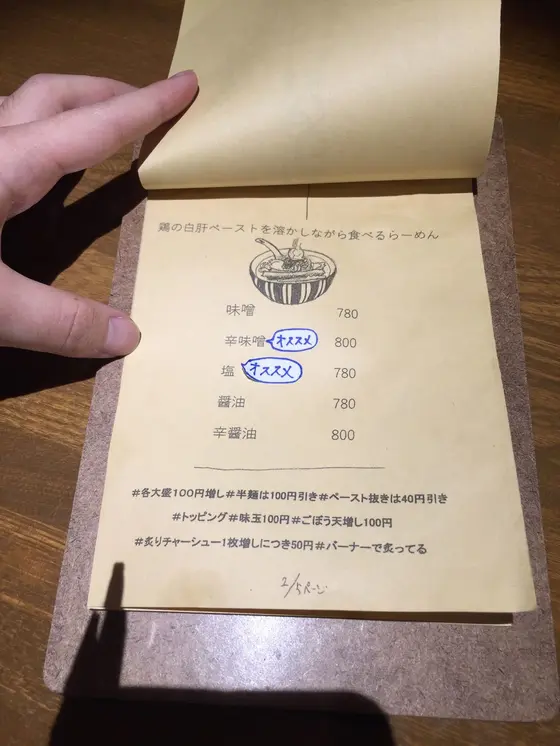 鶏の白肝ペーストを溶かしながら食べるらーめん
味噌 780
辛味噌 オススメ 800
塩 オススメ 780
醤油 780
辛醤油 800
#各大盛100円増し#半麺は100円引き#ペースト抜きは40円引き
#トッピング#味玉100円#ごぼう天増し100円
#炙りチャーシュー1枚増しにつき50円#バーナーで炙ってる
2/5ページ